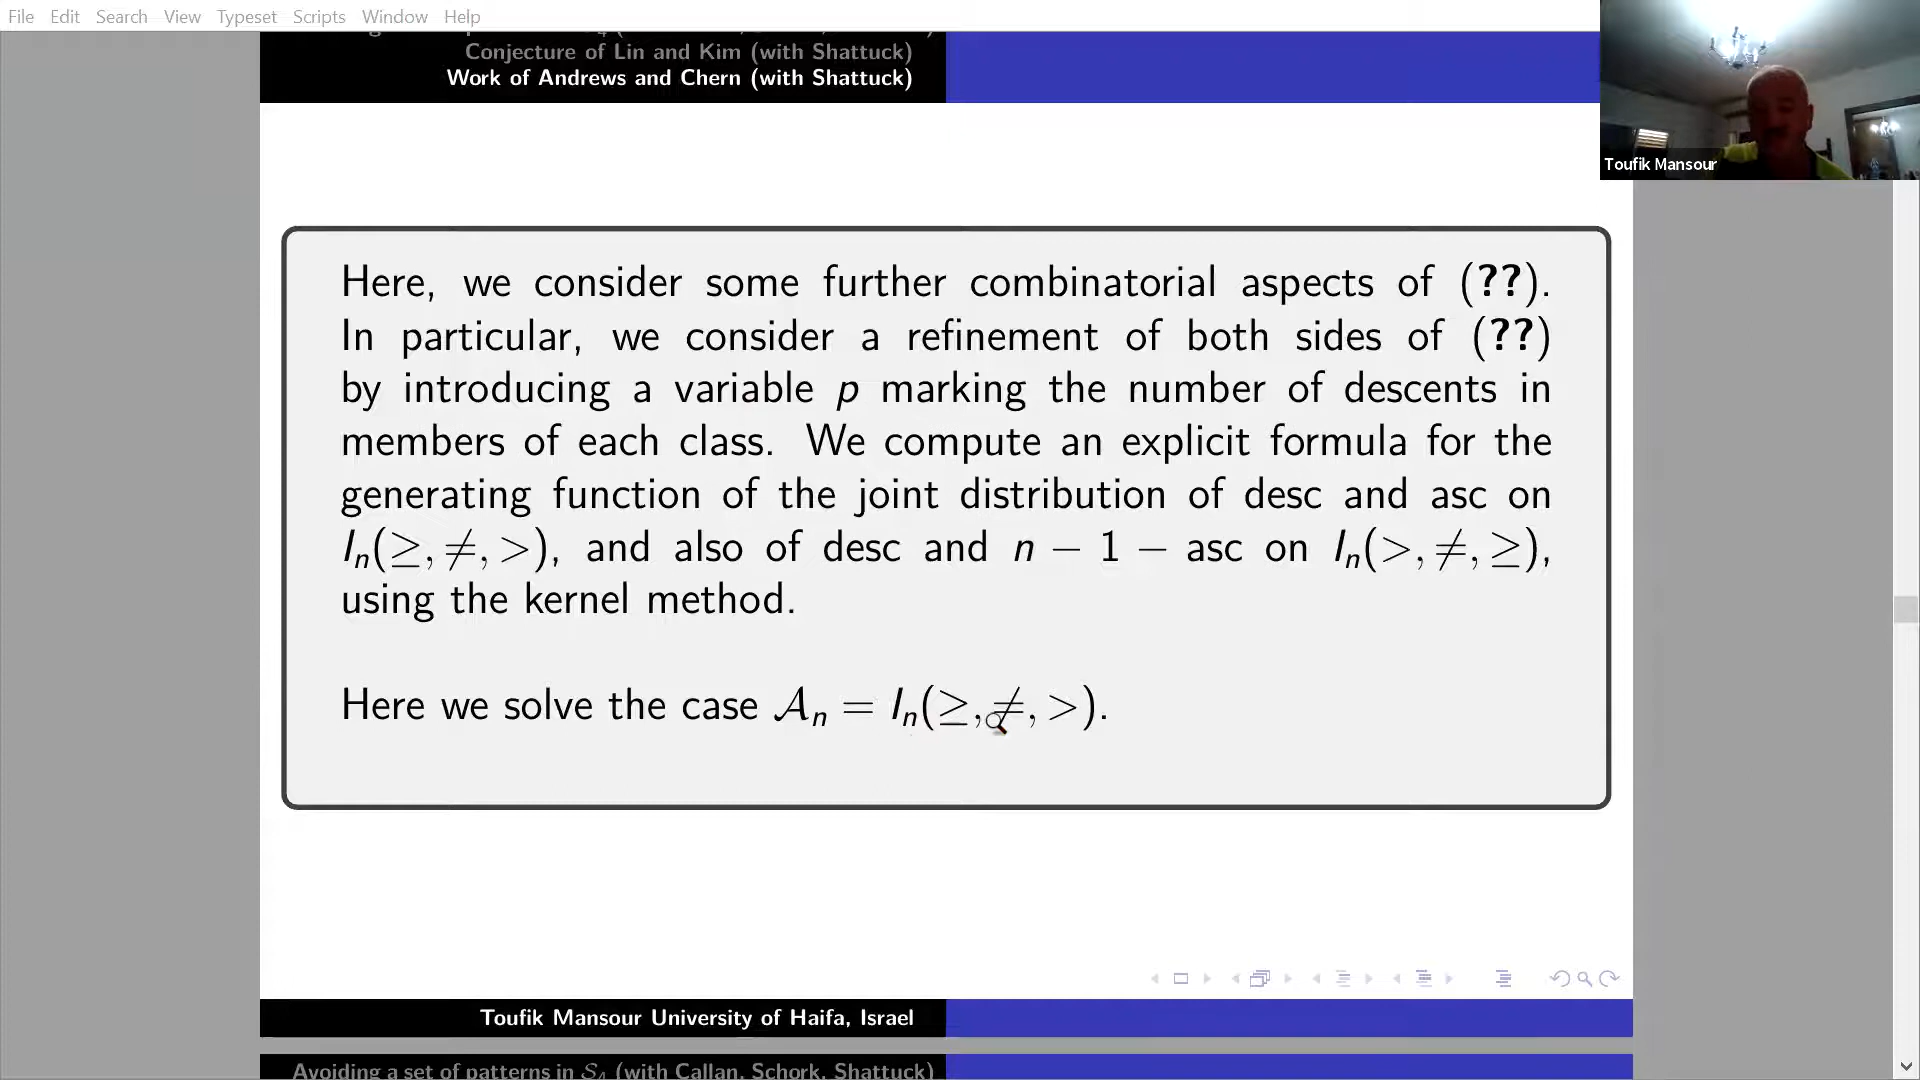 File Edit Search View Typeset Scripts Window Help
Conjecture of Lin and Kim (with Shattuck)
Work of Andrews and Chern (with Shattuck)
Toufik Mansour
Here, we consider some further combinatorial aspects of (??).
In particular, we consider a refinement of both sides of (??)
by introducing a variable p marking the number of descents in
members of each class. We compute an explicit formula for the
generating function of the joint distribution of desc and asc on
Iₙ(≥, ≠, >), and also of desc and n − 1 − asc on Iₙ(>, ≠, ≥),
using the kernel method.
Here we solve the case 𝒜ₙ = Iₙ(≥, ≠, >).
Toufik Mansour University of Haifa, Israel
Avoiding a set of patterns in 𝒮₄ (with Callan, Schork, Shattuck)